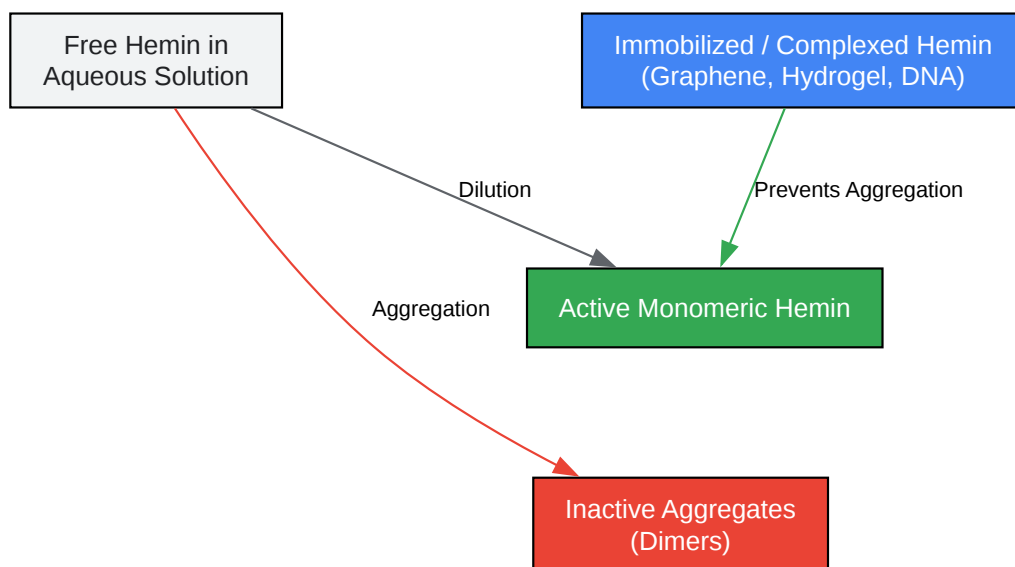 Free Hemin in
Aqueous Solution
Immobilized / Complexed Hemin
(Graphene, Hydrogel, DNA)
Dilution
Prevents Aggregation
Active Monomeric Hemin
Aggregation
Inactive Aggregates
(Dimers)